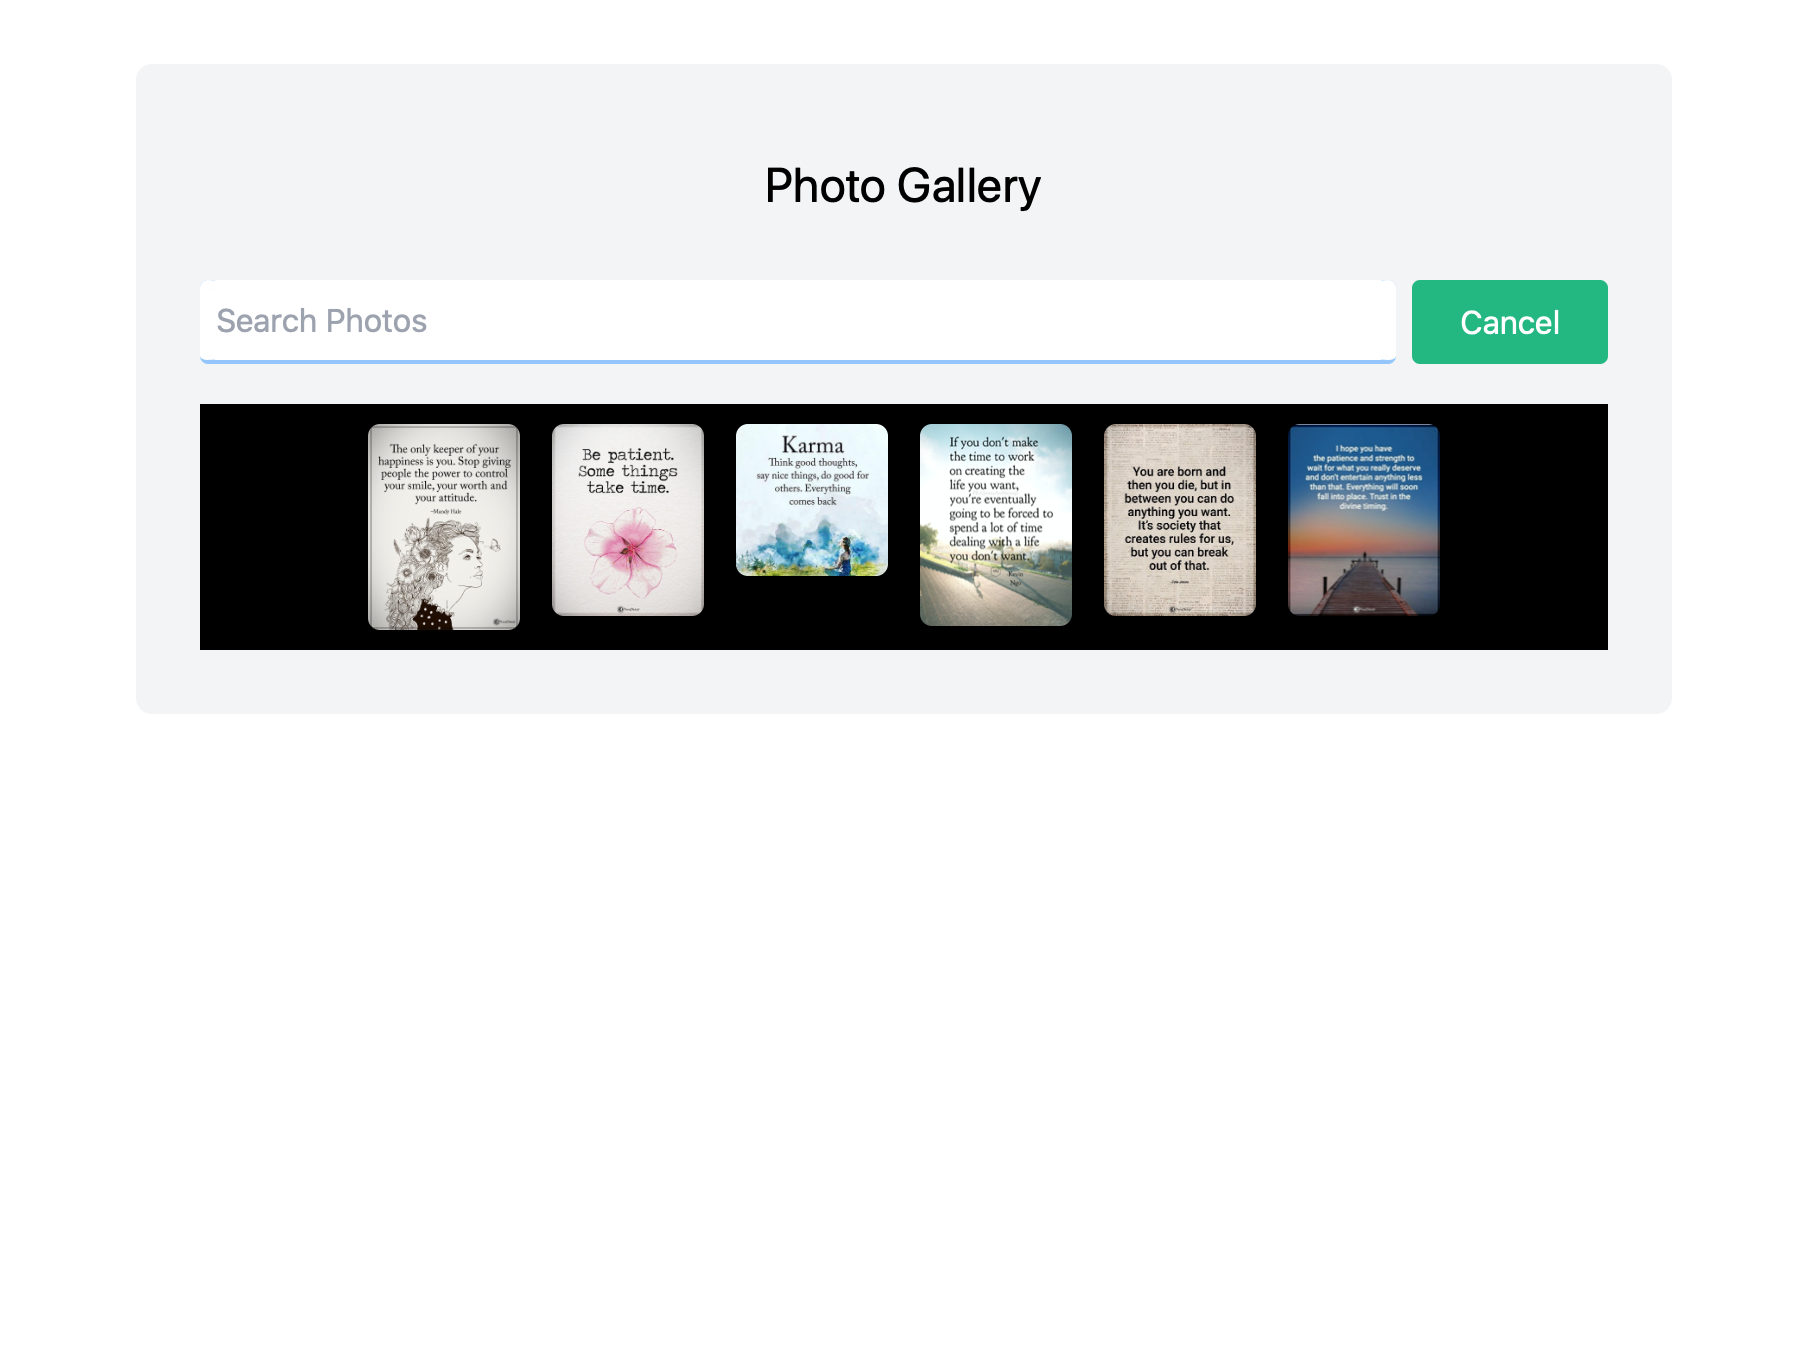 Photo Gallery
Search Photos
Cancel
The only keeper of your
happiness is you. Stop giving
people the power to control
your smile, your worth and
your attitude.
~Mandy Hale
Be patient.
Some things
take time.
Karma
Think good thoughts,
say nice things, do good for
others. Everything
comes back
If you don't make
the time to work
on creating the
life you want,
you're eventually
going to be forced to
spend a lot of time
dealing with a life
you don't want.
Kevin
Ngo
You are born and
then you die, but in
between you can do
anything you want.
It's society that
creates rules for us,
but you can break
out of that.
I hope you have
the patience and strength to
wait for what you really deserve
and don't entertain anything less
than that. Everything will soon
fall into place. Trust in the
divine timing.